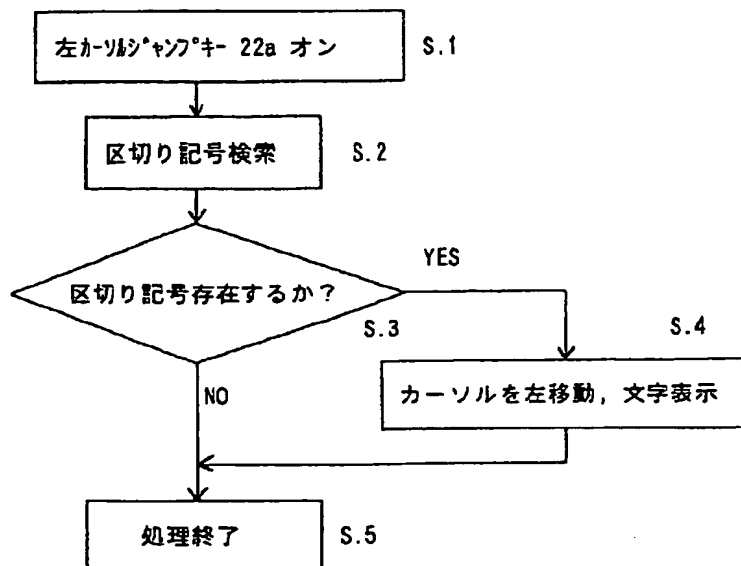 左ｶｰｿﾙｼﾞｬﾝﾌﾟｷｰ 22a オン
S.1
区切り記号検索
S.2
区切り記号存在するか？
YES
S.3
S.4
NO
カーソルを左移動，文字表示
処理終了
S.5